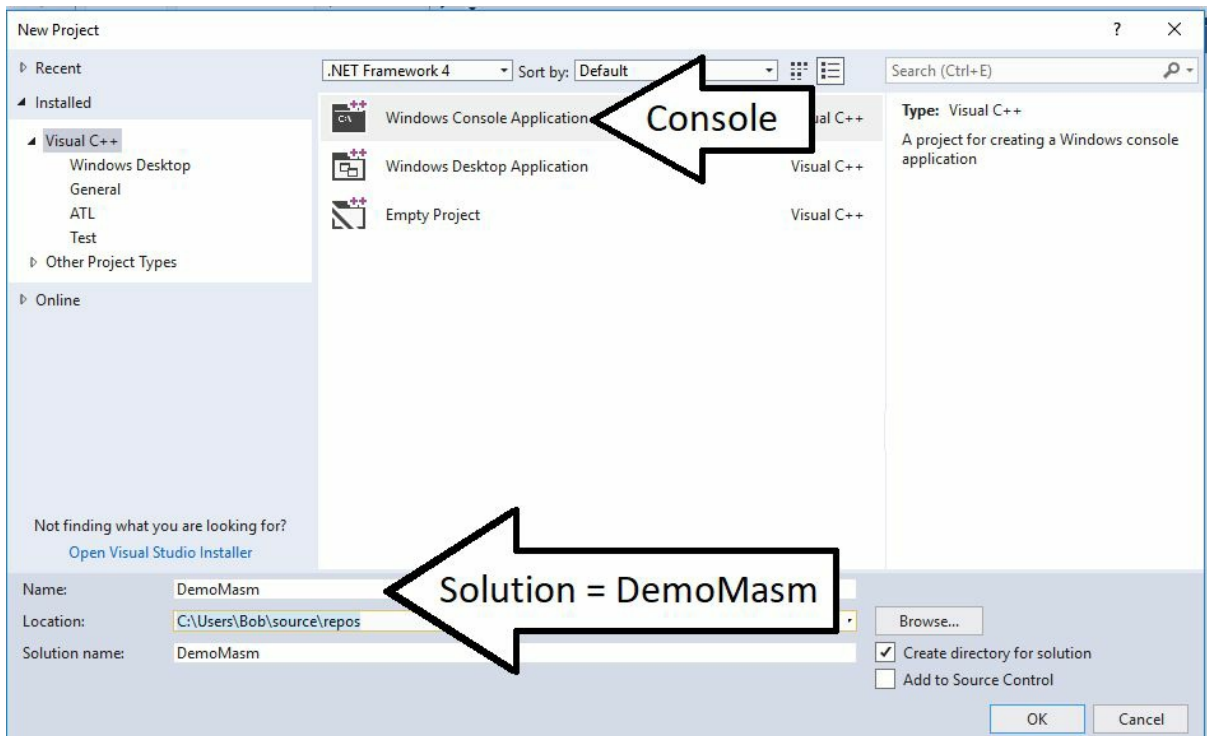 New Project
?
Recent
Installed
Visual C++
Windows Desktop
General
ATL
Test
Other Project Types
Online
Not finding what you are looking for?
Open Visual Studio Installer
.NET Framework 4
Sort by: Default
Windows Console Application
Console
Visual C++
Windows Desktop Application Visual C++
Empty Project Visual C++
Search (Ctrl+E)
Type: Visual C++
A project for creating a Windows console
application
Name: DemoMasm
Solution = DemoMasm
Location: C:\Users\Bob\source\repos
Browse...
Solution name: DemoMasm
Create directory for solution
Add to Source Control
OK Cancel